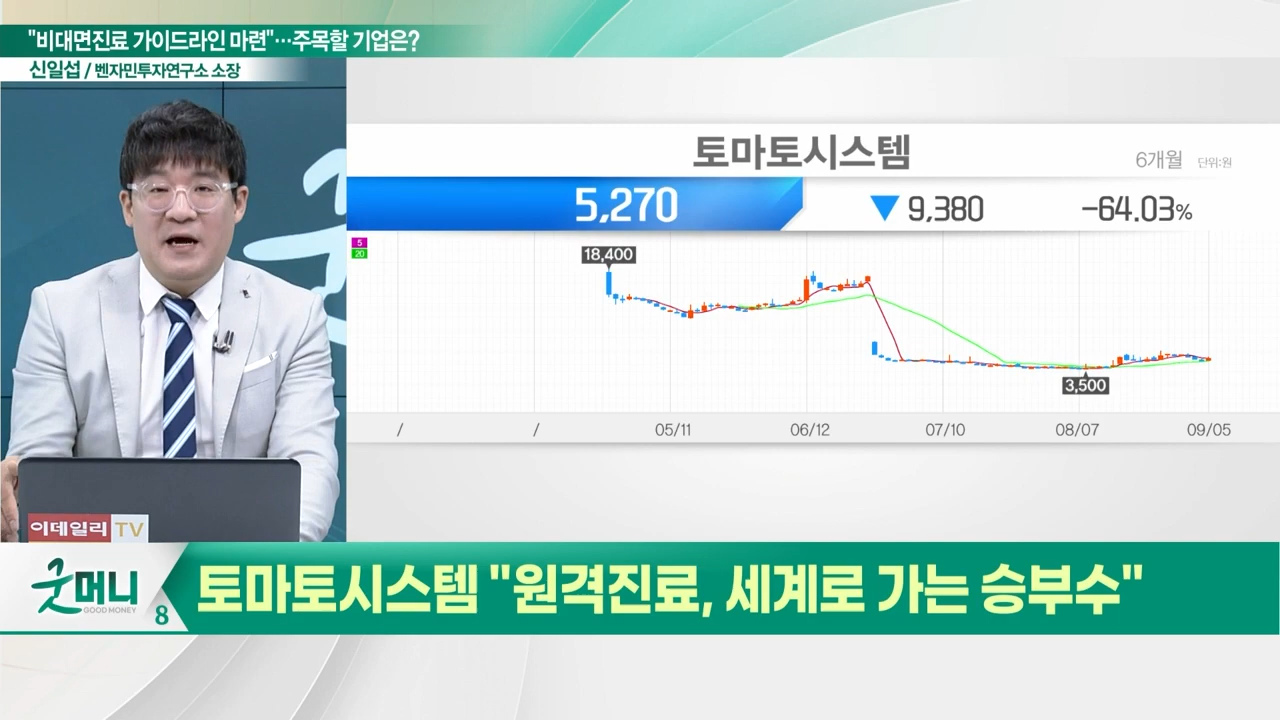 "비대면진료 가이드라인 마련"…주목할 기업은?
신일섭 / 벤자민투자연구소 소장
토마토시스템
6개월 단위:원
5,270 ▼ 9,380 -64.03%
5
20
18,400
3,500
/ / 05/11 06/12 07/10 08/07 09/05
이데일리 TV
굿머니
GOOD MONEY
8
토마토시스템 "원격진료, 세계로 가는 승부수"